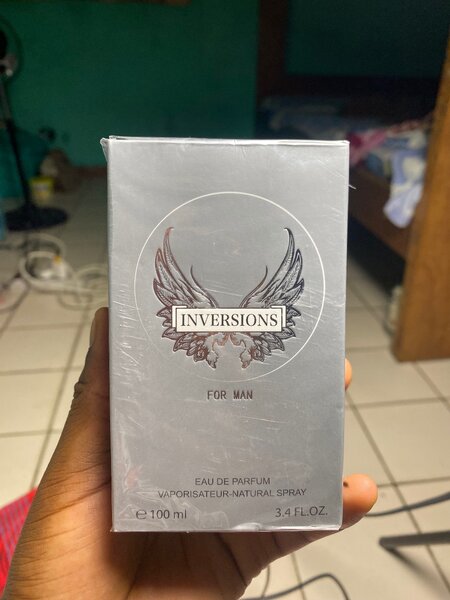 INVERSIONS
FOR MAN
EAU DE PARFUM
VAPORISATEUR-NATURAL SPRAY
℮ 100 ml 3.4 FL.OZ.